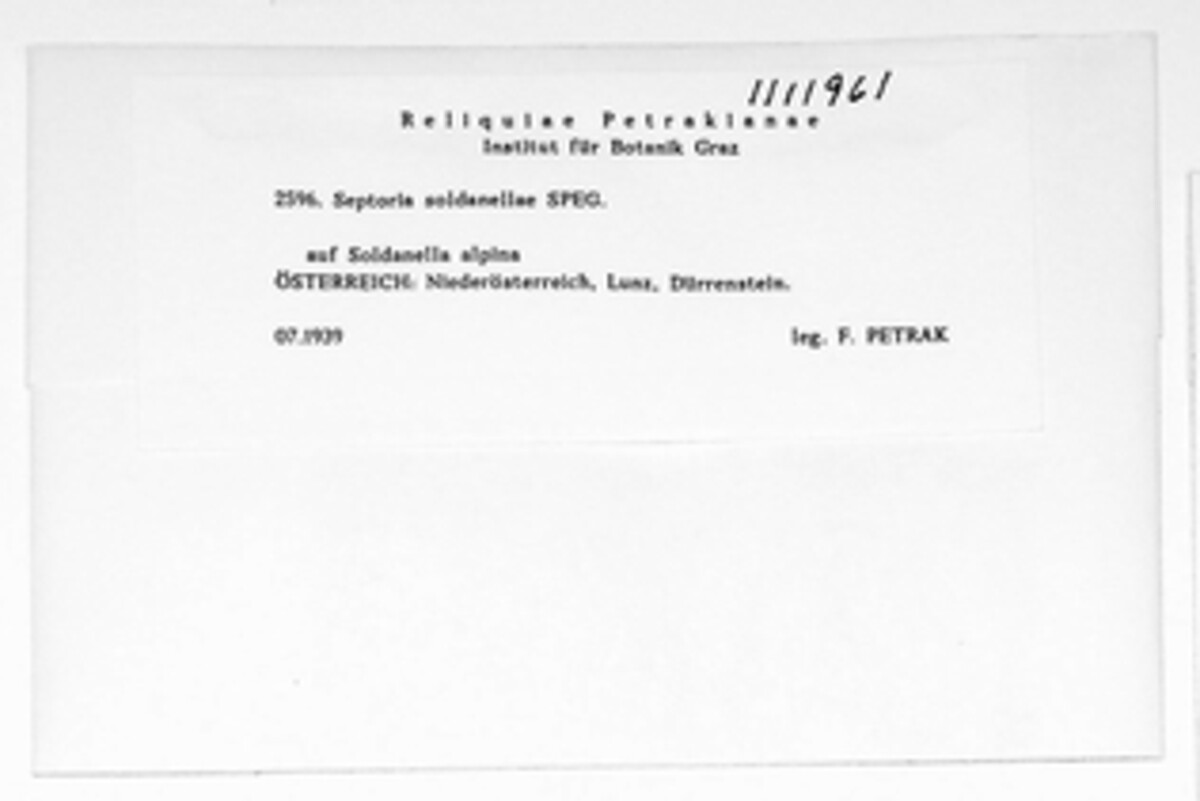 1111961
Reliquiae Petrakianae
Institut für Botanik Graz
2596. Septoria soldanellae SPEG.
auf Soldanella alpina
ÖSTERREICH: Niederösterreich, Lunz, Dürrenstein.
07.1939 leg. F. PETRAK